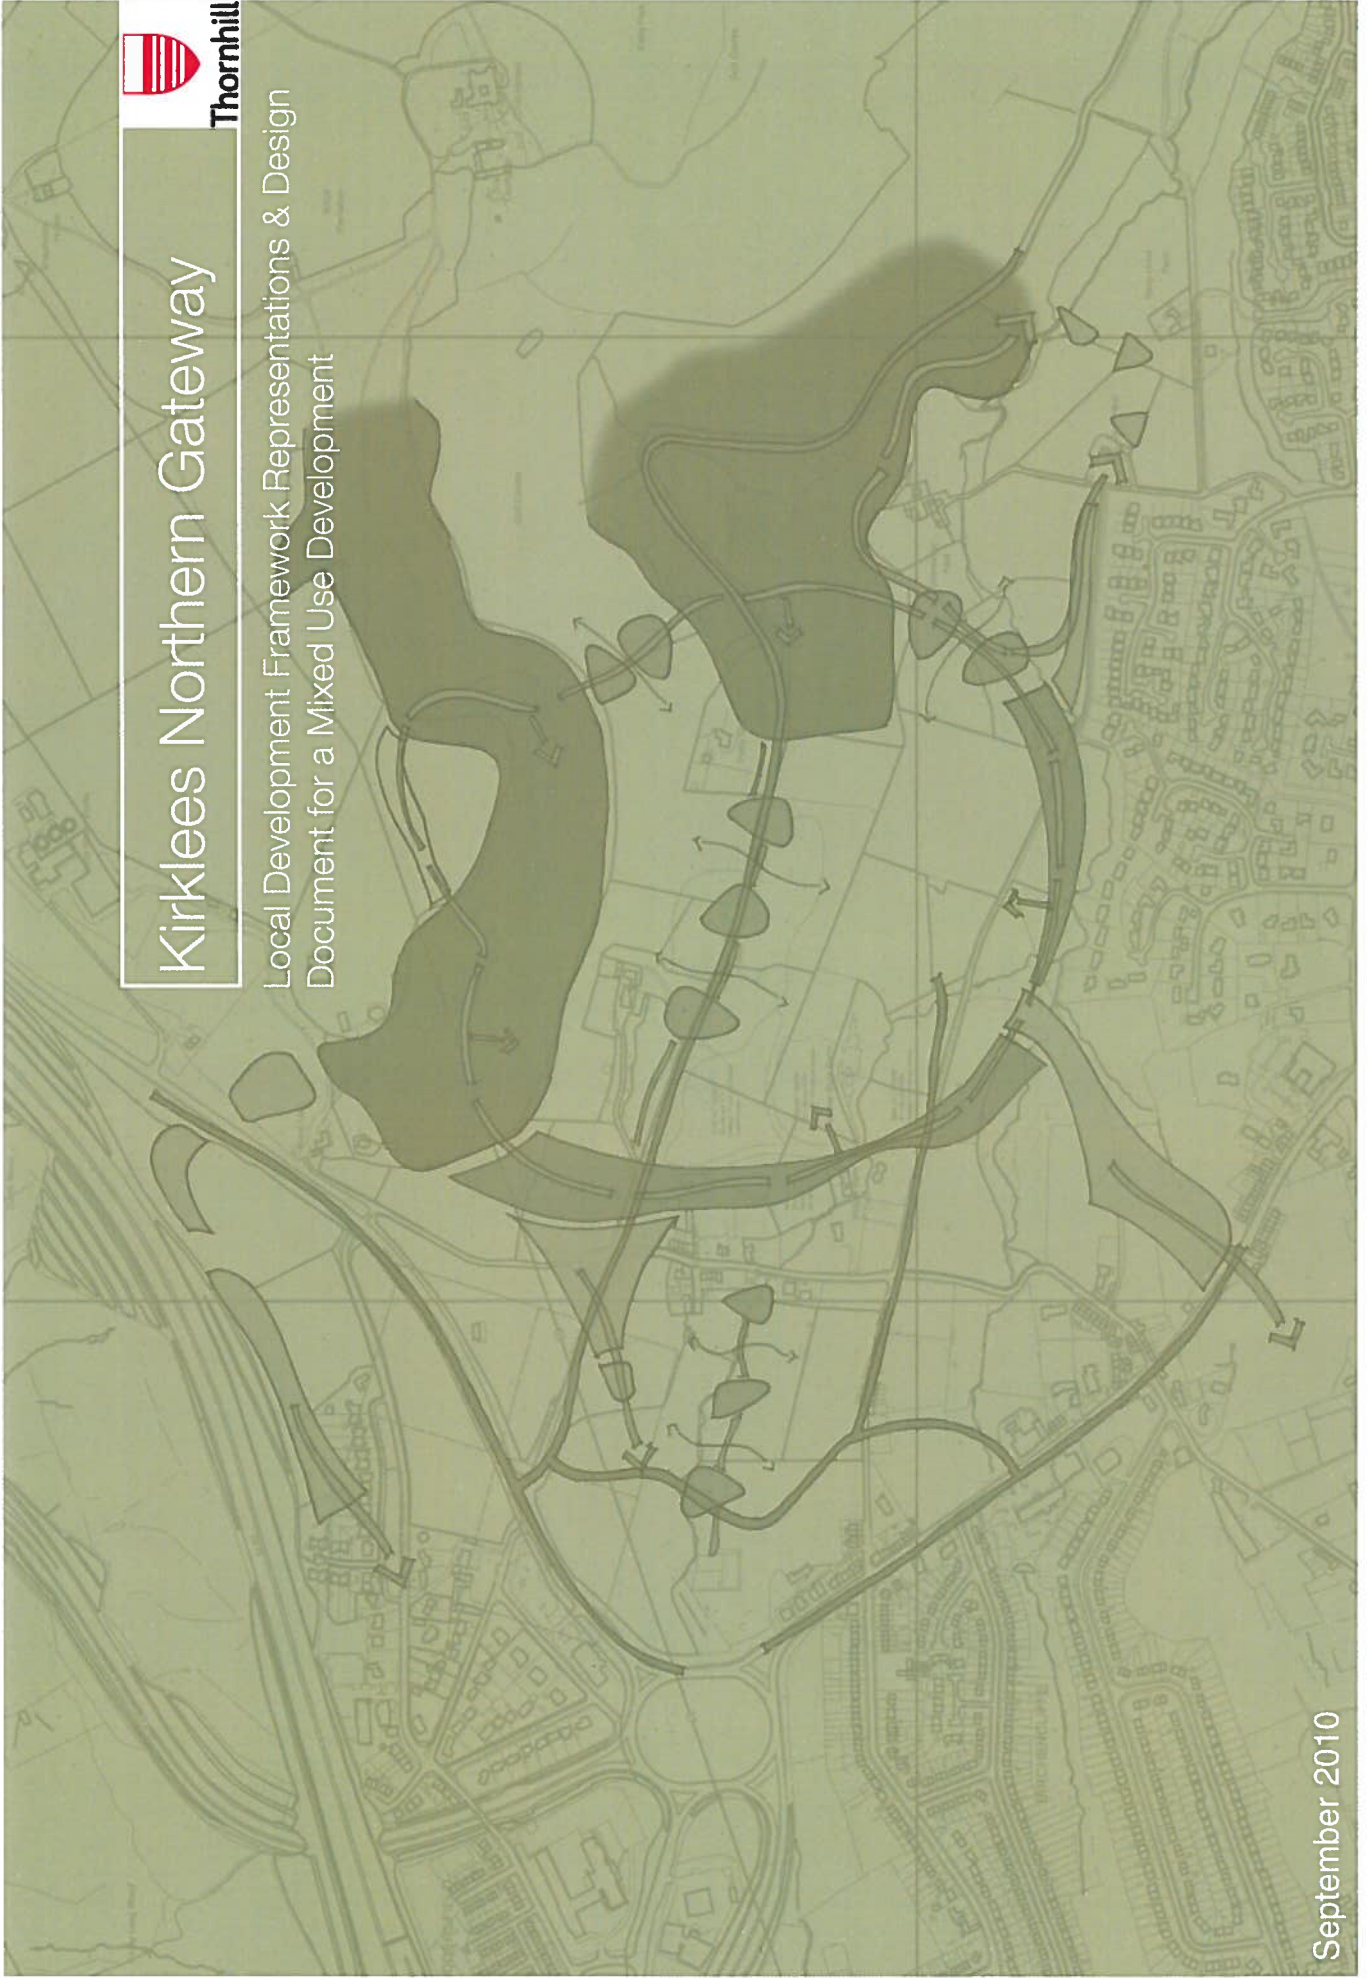 Kirklees Northern Gateway
Thornhill
Local Development Framework Representations & Design
Document for a Mixed Use Development
September 2010